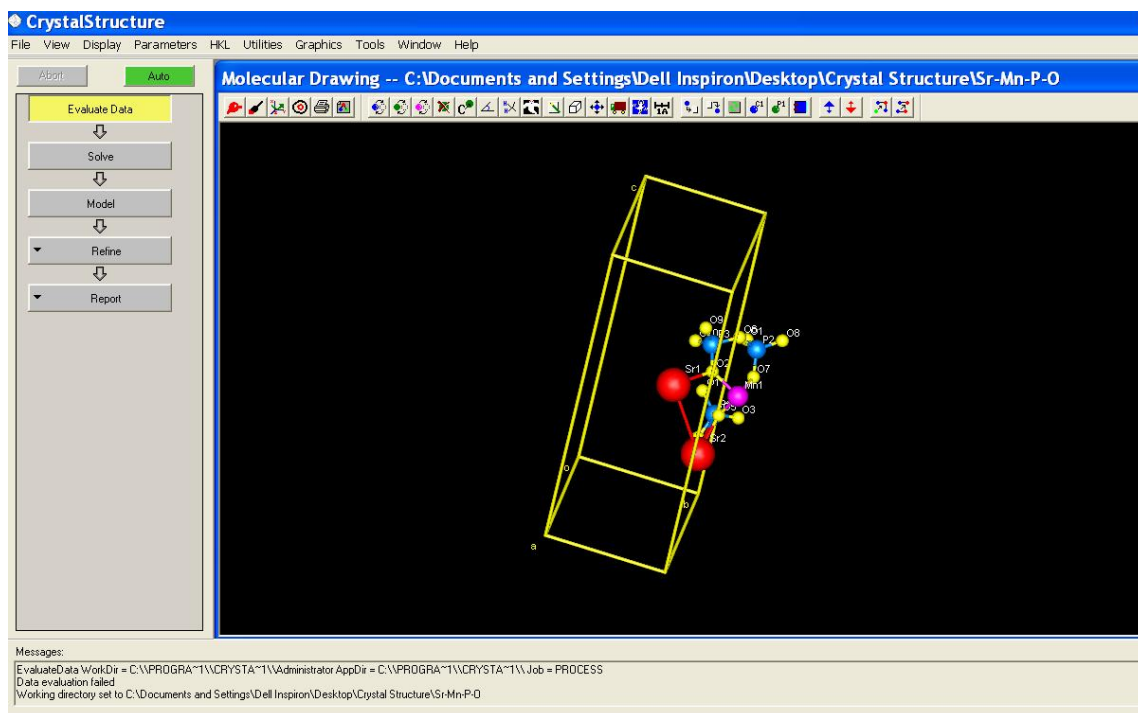 CrystalStructure
File View Display Parameters HKL Utilities Graphics Tools Window Help
Abort Auto
Evaluate Data
Solve
Model
Refine
Report
Molecular Drawing -- C:\Documents and Settings\Dell Inspiron\Desktop\Crystal Structure\Sr-Mn-P-O
c
O9
O8
P2
O2
Sr1
O7
O1
Mn1
O3
Sr2
o
b
a
Messages:
EvaluateData WorkDir = C:\\PROGRA~1\\CRYSTA~1\\Administrator AppDir = C:\\PROGRA~1\\CRYSTA~1\\ Job = PROCESS
Data evaluation failed
Working directory set to C:\Documents and Settings\Dell Inspiron\Desktop\Crystal Structure\Sr-Mn-P-O